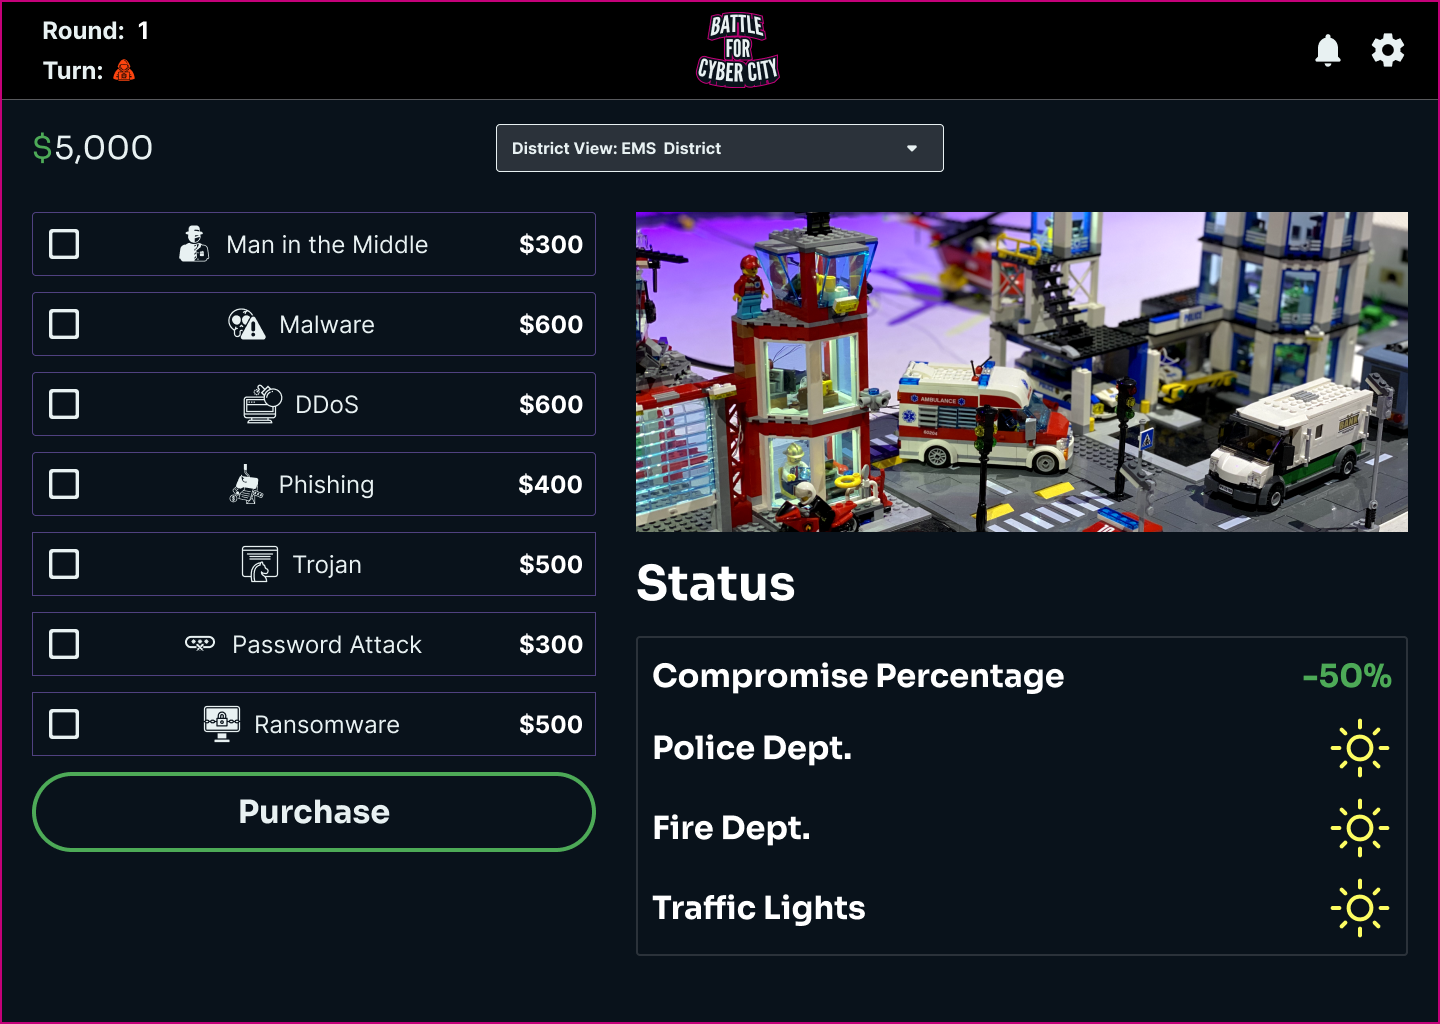 Round: 1
Turn:
BATTLE
FOR
CYBER CITY
$5,000
District View: EMS District
Man in the Middle $300
Malware $600
DDoS $600
Phishing $400
Trojan $500
Password Attack $300
Ransomware $500
Purchase
POLICE
AMBULANCE
60204
Status
Compromise Percentage -50%
Police Dept.
Fire Dept.
Traffic Lights